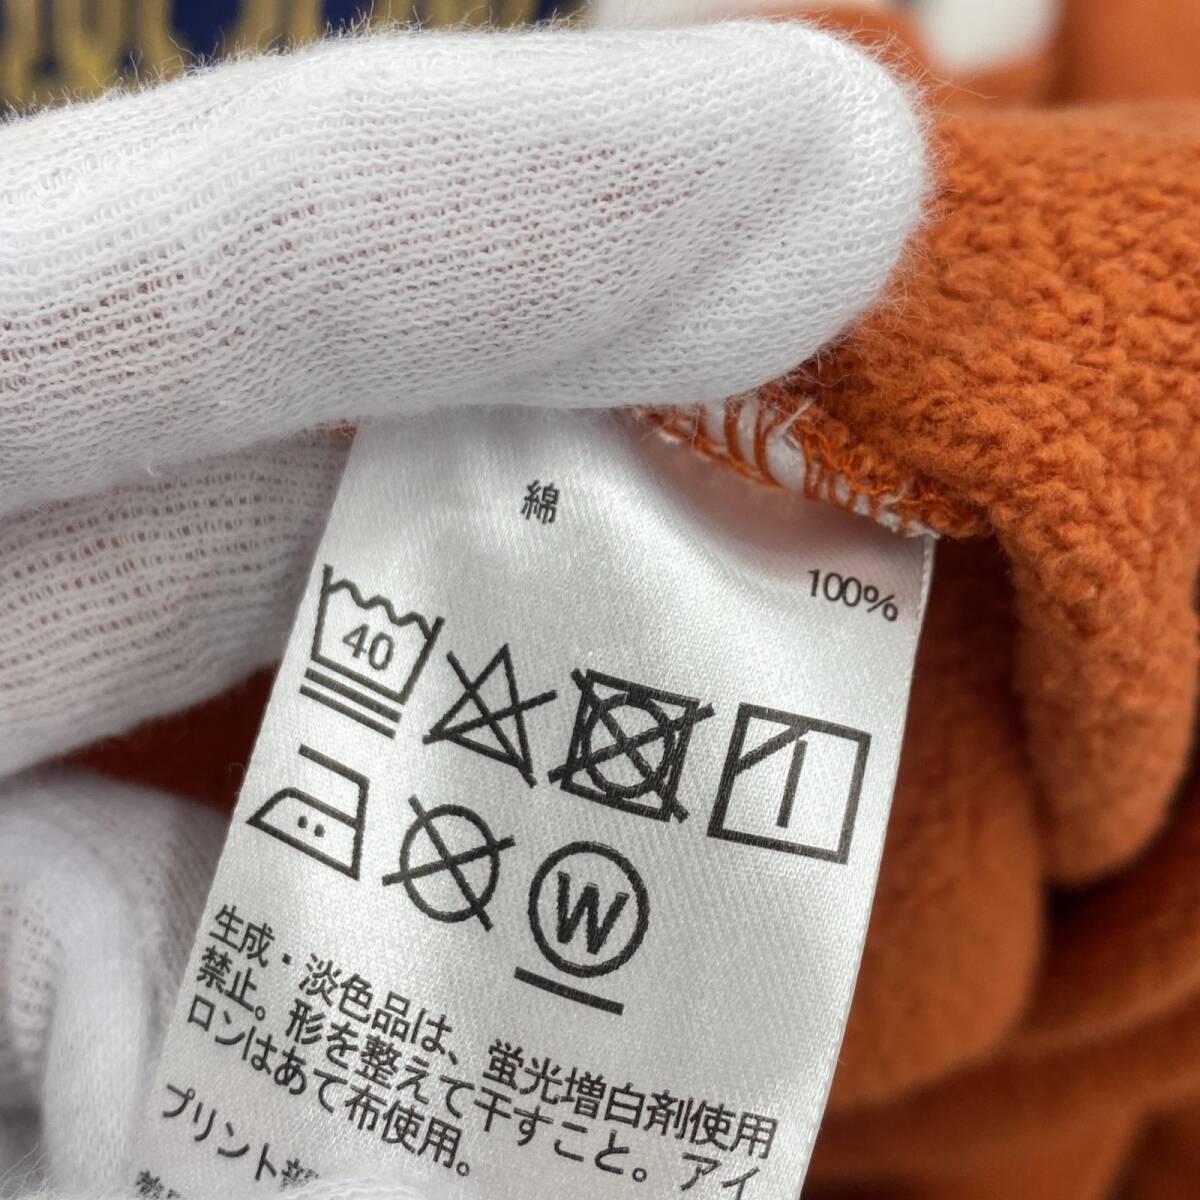 綿
100%
40
W
生成・淡色品は、蛍光増白剤使用
禁止。形を整えて干すこと。アイ
ロンはあて布使用。
プリント部